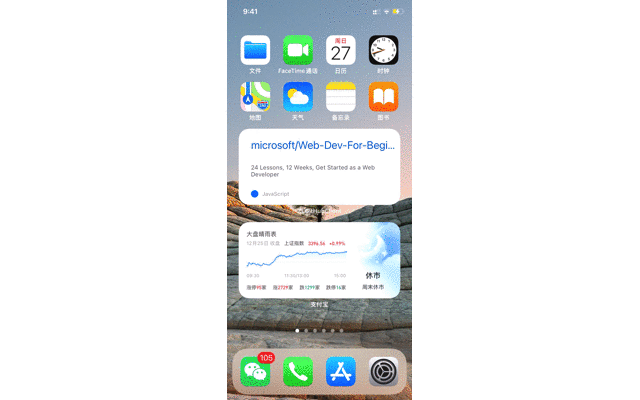 9:41
周日
27
文件
FaceTime通话
日历
时钟
地图
天气
备忘录
图书
microsoft/Web-Dev-For-Begi...
24 Lessons, 12 Weeks, Get Started as a Web
Developer
JavaScript
大盘晴雨表
12月25日 收盘 上证指数 3396.56 +0.99%
09:30 11:30/13:00 15:00
休市
周末休市
涨停90家 涨2729家 跌1299家 跌停16家
支付宝
105